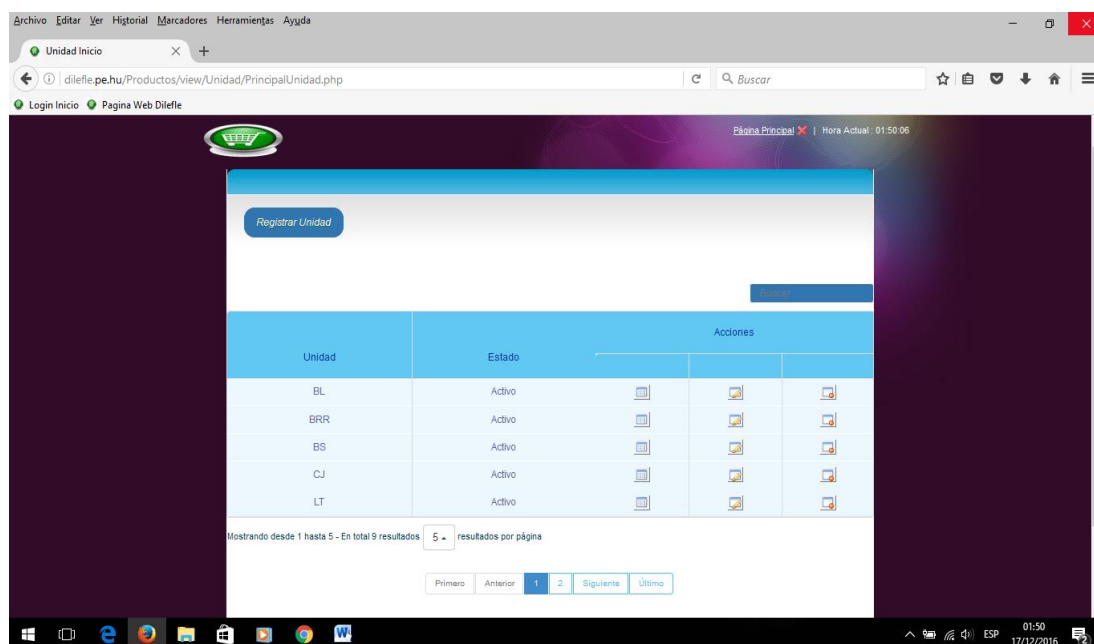 Archivo Editar Ver Historial Marcadores Herramientas Ayuda
Unidad Inicio
dilefle.pe.hu/Productos/view/Unidad/PrincipalUnidad.php Buscar
Login Inicio Pagina Web Dilefle
Página Principal | Hora Actual : 01:50:06
Registrar Unidad
Buscar
Acciones
Unidad Estado
BL Activo
BRR Activo
BS Activo
CJ Activo
LT Activo
Mostrando desde 1 hasta 5 - En total 9 resultados 5 resultados por página
Primero Anterior 1 2 Siguiente Último
ESP 01:50
17/12/2016